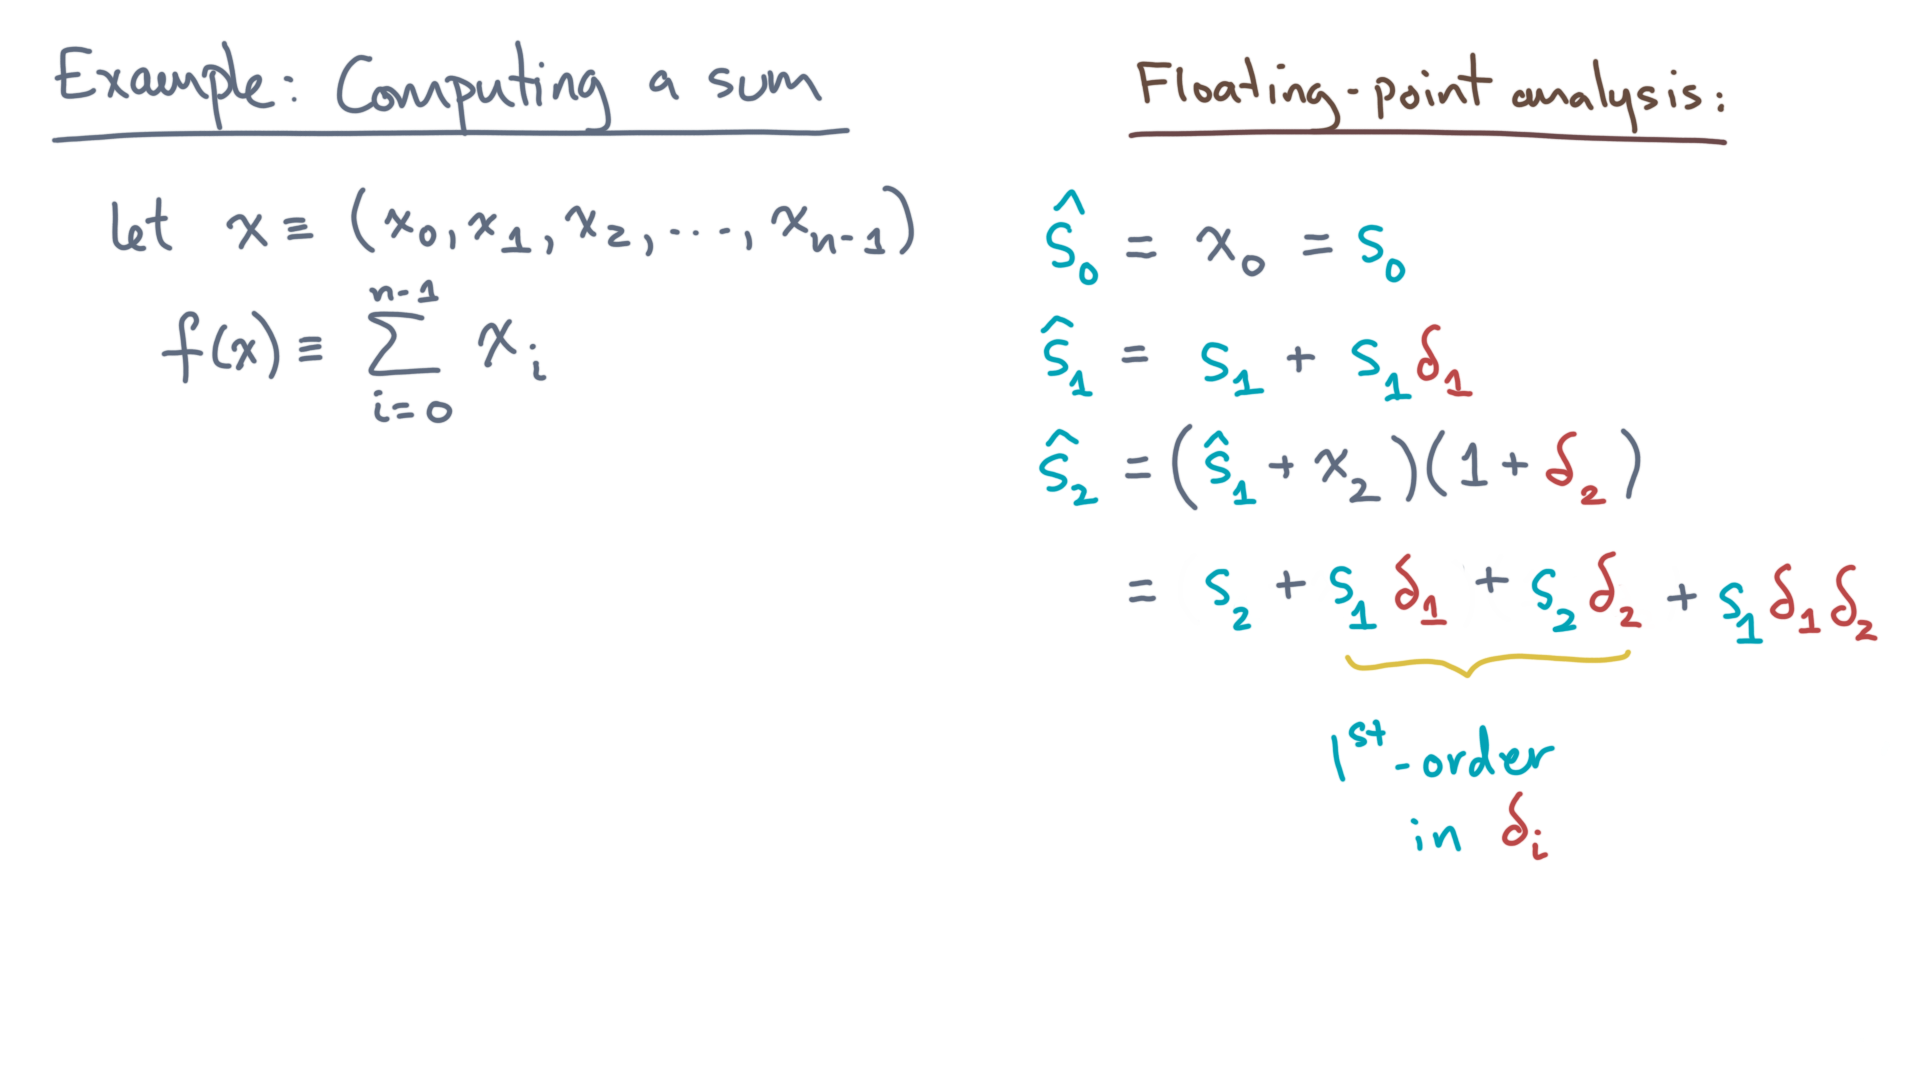 Example: Computing a sum
let x ≡ (x₀, x₁, x₂, ..., xₙ₋₁)
n-1
f(x) ≡ ∑ xᵢ
i=0
Floating-point analysis:
ŝ₀ = x₀ = s₀
ŝ₁ = s₁ + s₁δ₁
ŝ₂ = (ŝ₁ + x₂)(1 + δ₂)
= s₂ + s₁δ₁ + s₂δ₂ + s₁δ₁δ₂
1st-order
in δᵢ